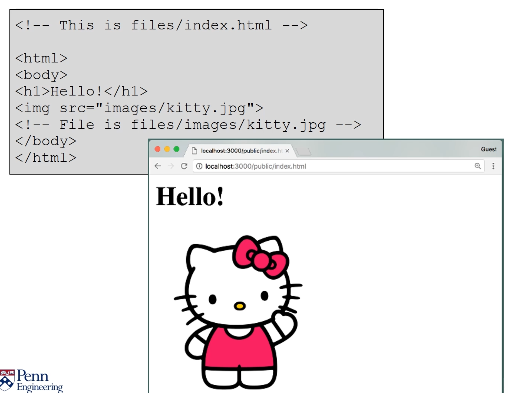 <!-- This is files/index.html -->
<html>
<body>
<h1>Hello!</h1>
<img src="images/kitty.jpg">
<!-- File is files/images/kitty.jpg -->
</body>
</html>
localhost:3000/public/index.h
Guest
localhost:3000/public/index.html
Hello!
Penn
Engineering